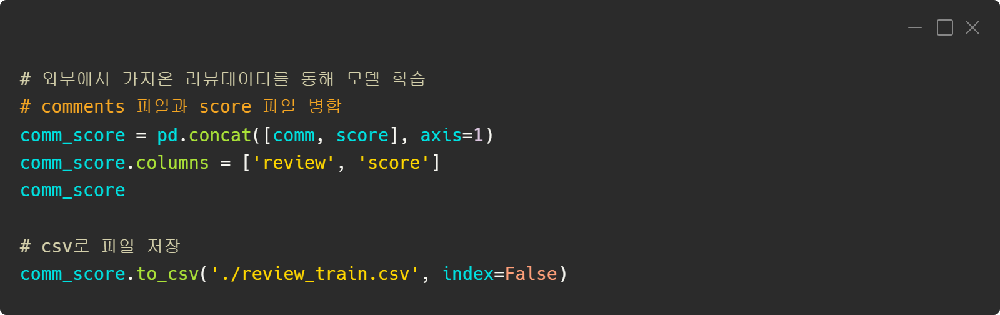 # 외부에서 가져온 리뷰데이터를 통해 모델 학습
# comments 파일과 score 파일 병합
comm_score = pd.concat([comm, score], axis=1)
comm_score.columns = ['review', 'score']
comm_score
# csv로 파일 저장
comm_score.to_csv('./review_train.csv', index=False)